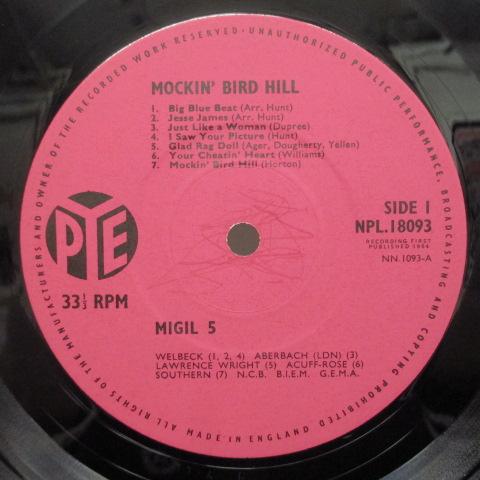 ALL RIGHTS OF THE MANUFACTURERS AND OWNER OF THE RECORDED WORK RESERVED · UNAUTHORIZED PUBLIC PERFORMANCE, BROADCASTING AND COPYING PROHIBITED
MOCKIN' BIRD HILL
1. Big Blue Beat (Arr. Hunt)
2. Jesse James (Arr. Hunt)
3. Just Like a Woman (Dupree)
4. I Saw Your Picture (Hunt)
5. Glad Rag Doll (Ager, Dougherty, Yellen)
6. Your Cheatin' Heart (Williams)
7. Mockin' Bird Hill (Horton)
PYE
SIDE 1
NPL.18093
RECORDING FIRST
PUBLISHED 1964
NN.1093-A
33⅓ RPM
MIGIL 5
WELBECK (1, 2, 4) ABERBACH (LDN) (3)
LAWRENCE WRIGHT (5) ACUFF-ROSE (6)
SOUTHERN (7) N.C.B. B.I.E.M. G.E.M.A.
MADE IN ENGLAND